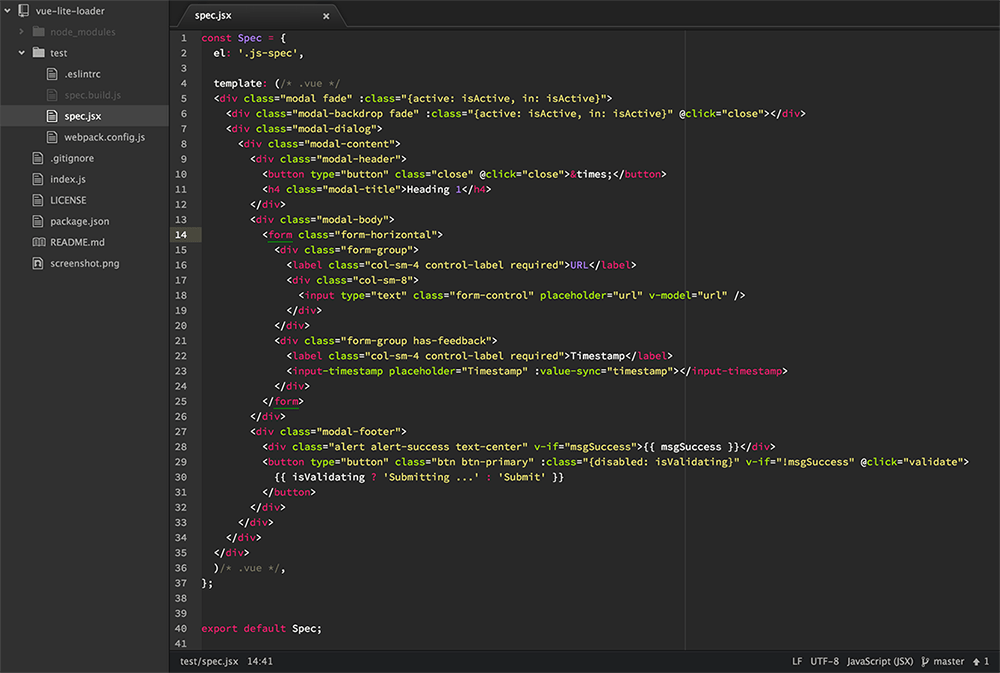 vue-lite-loader
node_modules
test
.eslintrc
spec.build.js
spec.jsx
webpack.config.js
.gitignore
index.js
LICENSE
package.json
README.md
screenshot.png
spec.jsx ×
1 const Spec = {
2   el: '.js-spec',
3
4   template: (/* .vue */
5   <div class="modal fade" :class="{active: isActive, in: isActive}">
6     <div class="modal-backdrop fade" :class="{active: isActive, in: isActive}" @click="close"></div>
7     <div class="modal-dialog">
8       <div class="modal-content">
9         <div class="modal-header">
10           <button type="button" class="close" @click="close">&times;</button>
11           <h4 class="modal-title">Heading 1</h4>
12         </div>
13         <div class="modal-body">
14           <form class="form-horizontal">
15             <div class="form-group">
16               <label class="col-sm-4 control-label required">URL</label>
17               <div class="col-sm-8">
18                 <input type="text" class="form-control" placeholder="url" v-model="url" />
19               </div>
20             </div>
21             <div class="form-group has-feedback">
22               <label class="col-sm-4 control-label required">Timestamp</label>
23               <input-timestamp placeholder="Timestamp" :value-sync="timestamp"></input-timestamp>
24             </div>
25           </form>
26         </div>
27         <div class="modal-footer">
28           <div class="alert alert-success text-center" v-if="msgSuccess">{{ msgSuccess }}</div>
29           <button type="button" class="btn btn-primary" :class="{disabled: isValidating}" v-if="!msgSuccess" @click="validate">
30             {{ isValidating ? 'Submitting ...' : 'Submit' }}
31           </button>
32         </div>
33       </div>
34     </div>
35   </div>
36   )/* .vue */,
37 };
38
39
40 export default Spec;
41
test/spec.jsx 14:41 LF UTF-8 JavaScript (JSX) master 1